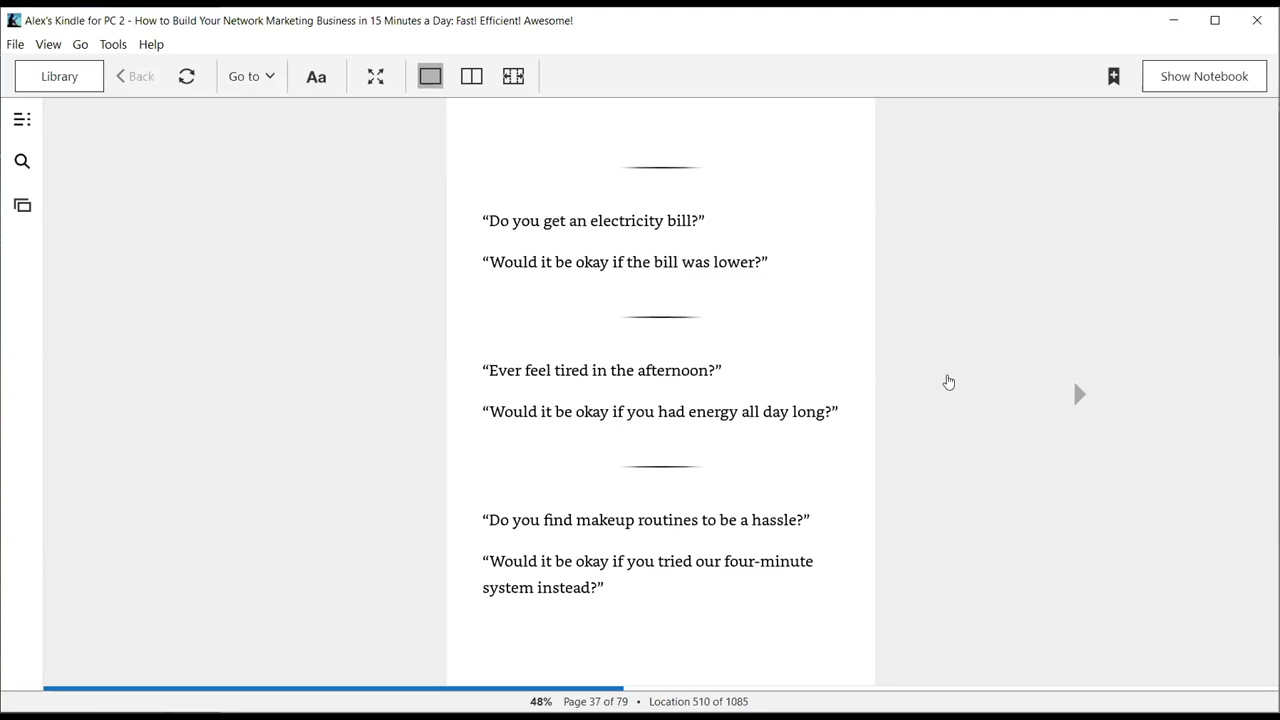 Alex's Kindle for PC 2 - How to Build Your Network Marketing Business in 15 Minutes a Day: Fast! Efficient! Awesome!
File View Go Tools Help
Library Back Go to Aa Show Notebook
“Do you get an electricity bill?”
“Would it be okay if the bill was lower?”
“Ever feel tired in the afternoon?”
“Would it be okay if you had energy all day long?”
“Do you find makeup routines to be a hassle?”
“Would it be okay if you tried our four-minute
system instead?”
48% Page 37 of 79 • Location 510 of 1085